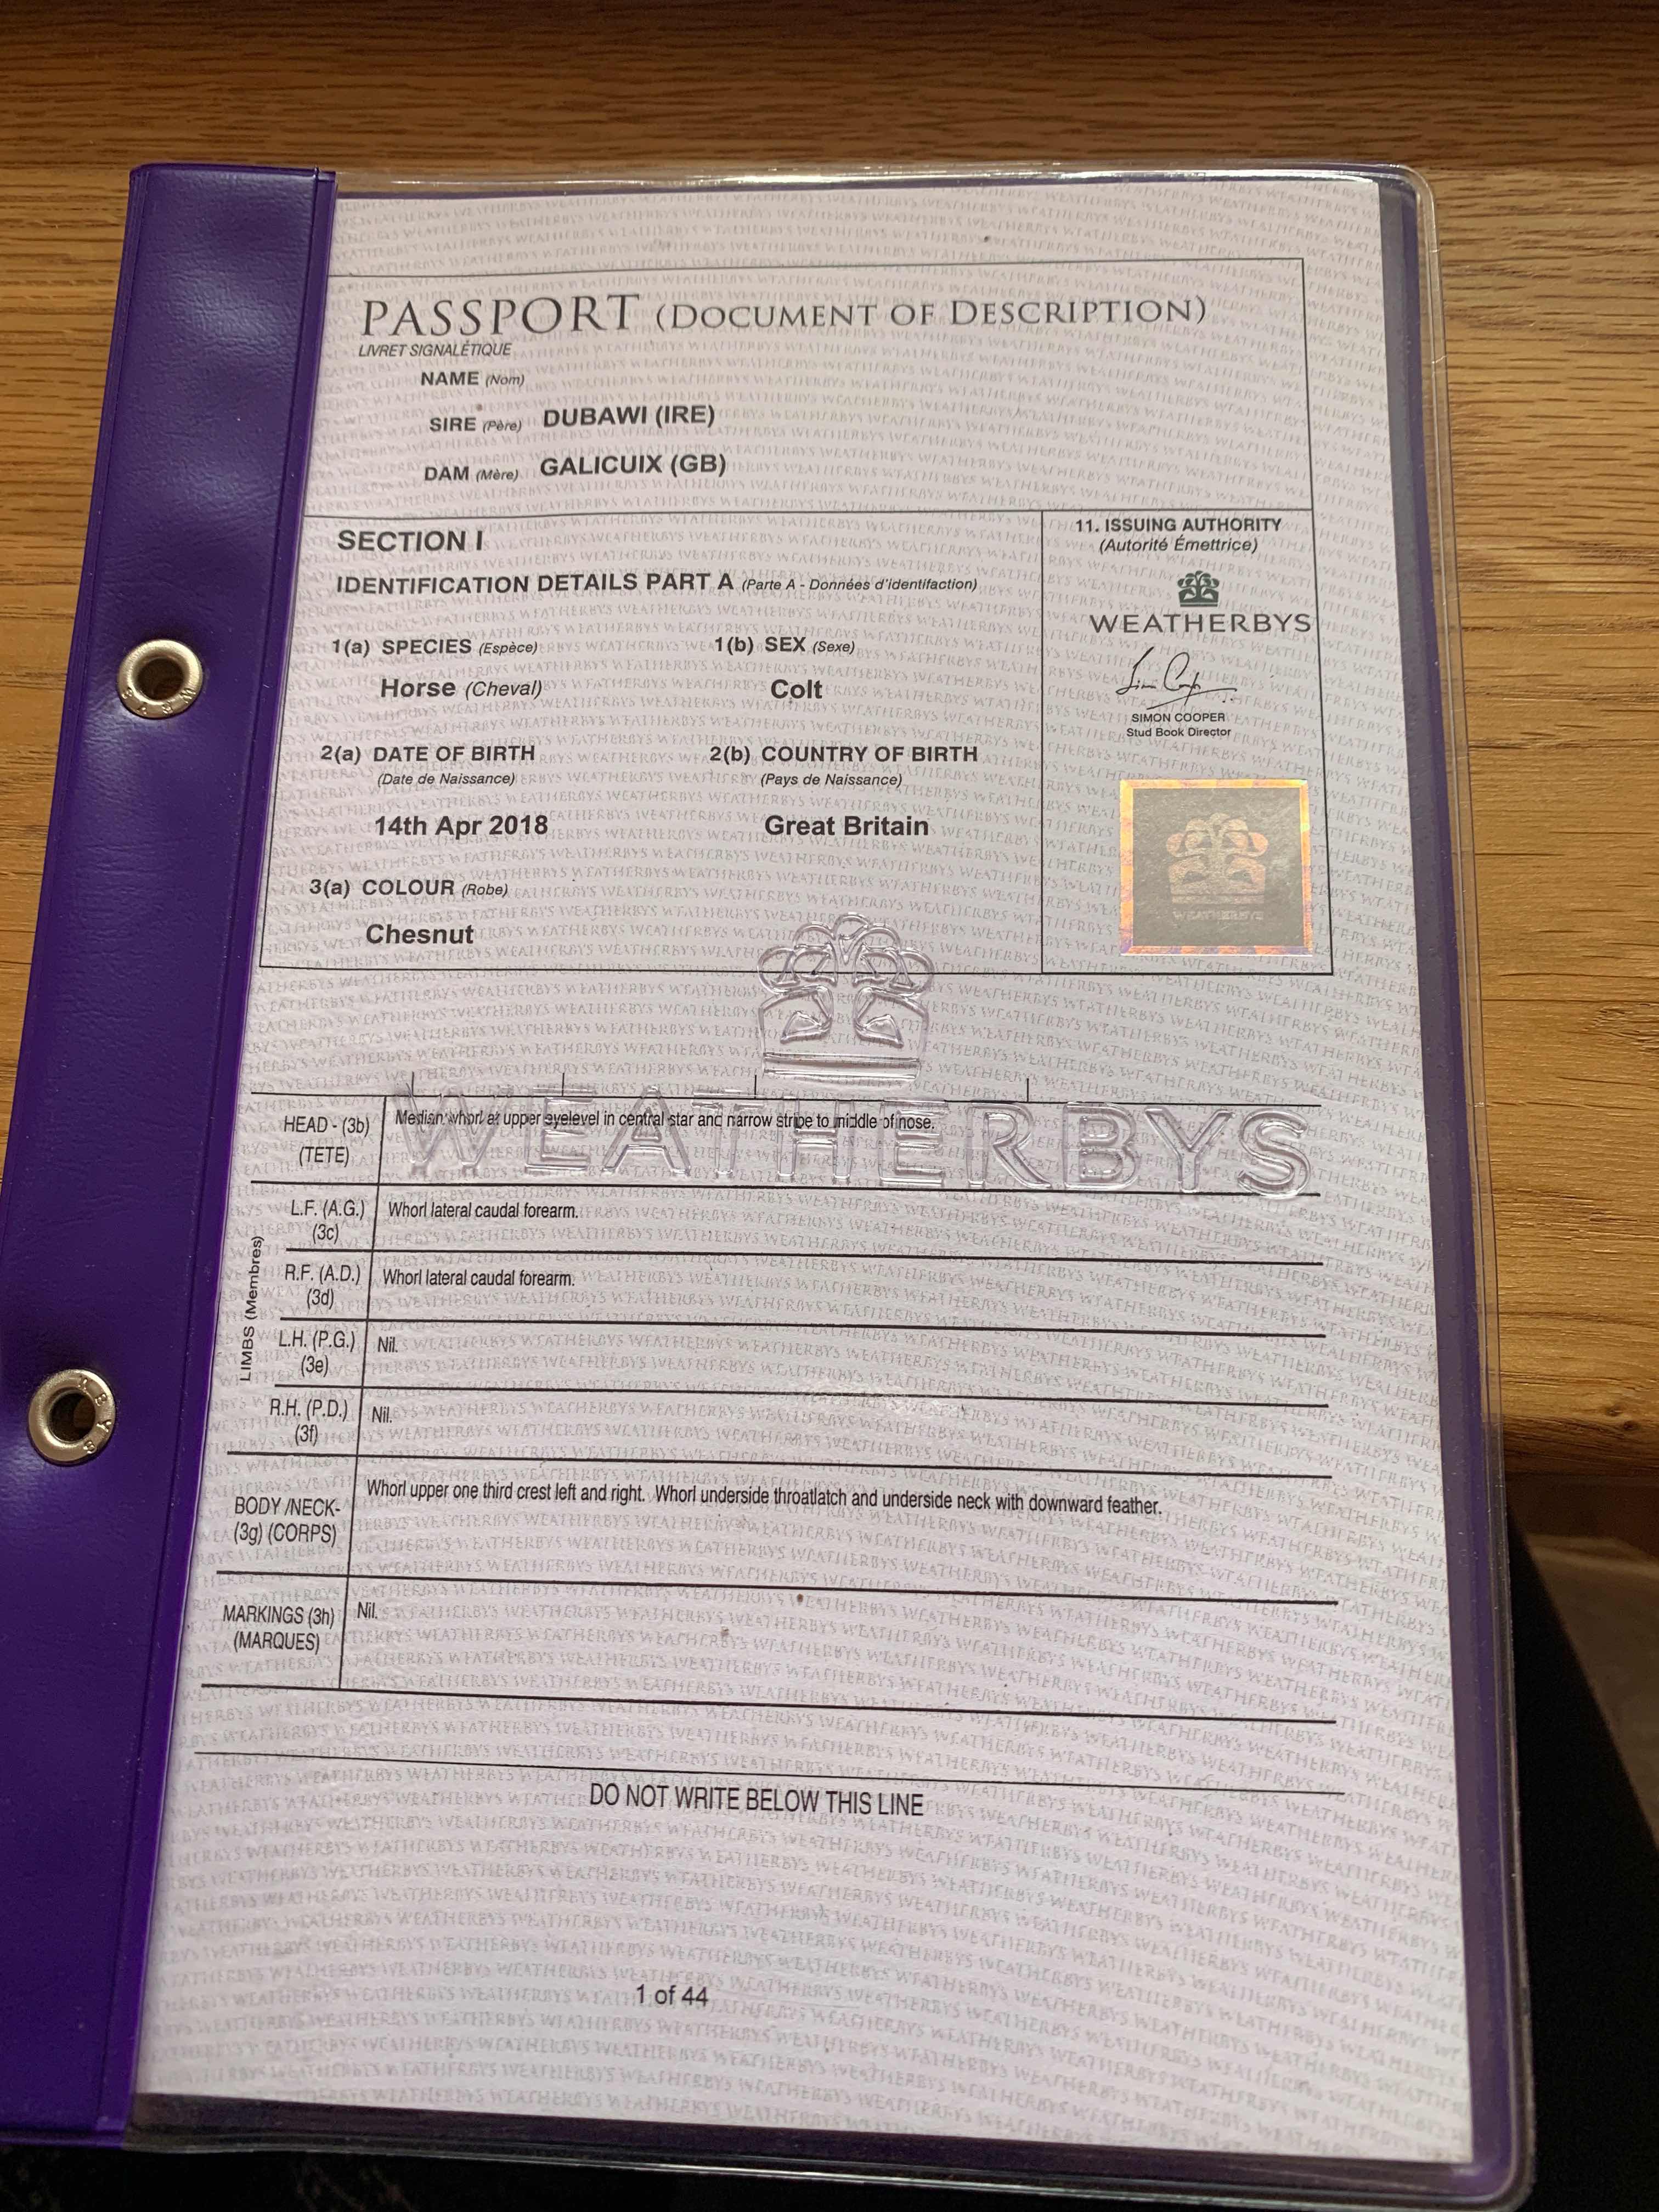 PASSPORT (DOCUMENT OF DESCRIPTION)
LIVRET SIGNALÉTIQUE
NAME (Nom)
SIRE (Père) DUBAWI (IRE)
DAM (Mère) GALICUIX (GB)
SECTION I
IDENTIFICATION DETAILS PART A (Parte A - Données d'identifaction)
1(a) SPECIES (Espèce) 1(b) SEX (Sexe)
Horse (Cheval) Colt
2(a) DATE OF BIRTH 2(b) COUNTRY OF BIRTH
(Date de Naissance) (Pays de Naissance)
14th Apr 2018 Great Britain
3(a) COLOUR (Robe)
Chesnut
11. ISSUING AUTHORITY
(Autorité Émettrice)
WEATHERBYS
SIMON COOPER
Stud Book Director
WEATHERBYS
WEATHERBYS
HEAD - (3b) Median whorl at upper eyelevel in central star and narrow stripe to middle of nose.
(TETE)
LIMBS (Membres)
L.F. (A.G.) Whorl lateral caudal forearm.
(3c)
R.F. (A.D.) Whorl lateral caudal forearm.
(3d)
L.H. (P.G.) Nil.
(3e)
R.H. (P.D.) Nil.
(3f)
BODY /NECK- Whorl upper one third crest left and right. Whorl underside throatlatch and underside neck with downward feather.
(3g) (CORPS)
MARKINGS (3h) Nil.
(MARQUES)
DO NOT WRITE BELOW THIS LINE
1 of 44